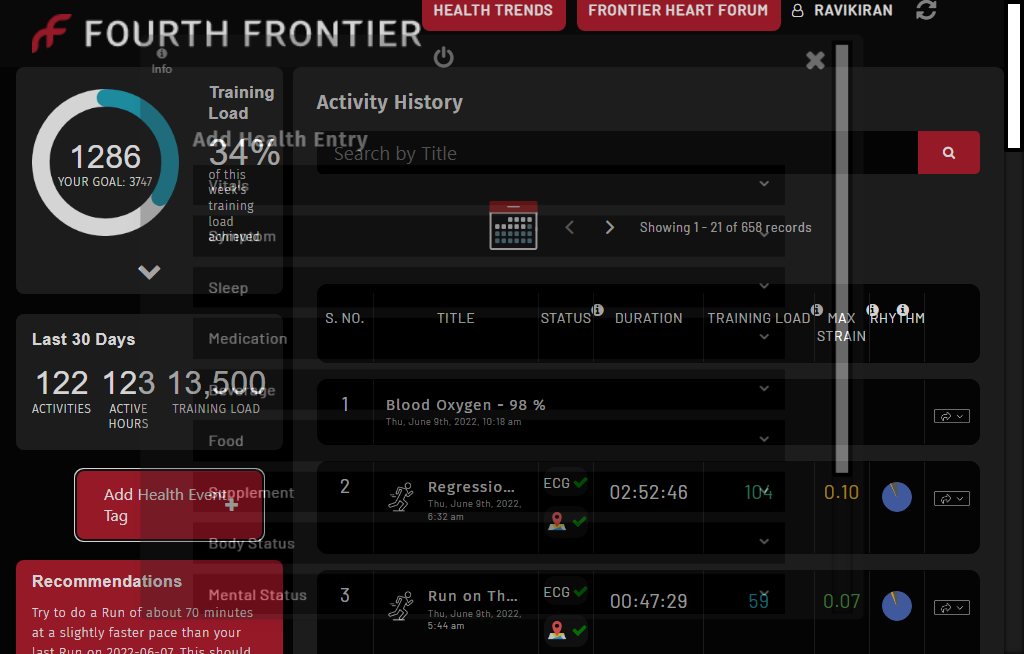 HEALTH TRENDS
FRONTIER HEART FORUM
RAVIKIRAN
FOURTH FRONTIER
Info
1286
YOUR GOAL: 3747
Training
Load
34%
of this
week's
training
load
achieved
Add Health Entry
Vitals
Symptom
Sleep
Medication
Beverage
Food
Supplement
Body Status
Mental Status
Last 30 Days
122
ACTIVITIES
123
ACTIVE
HOURS
13,500
TRAINING LOAD
Add Health Event
Tag
+
Recommendations
Try to do a Run of about 70 minutes
at a slightly faster pace than your
last Run on 2022-06-07. This should
Activity History
Search by Title
Showing 1 - 21 of 658 records
S. NO. TITLE STATUS DURATION TRAINING LOAD MAX STRAIN RHYTHM
1
Blood Oxygen - 98 %
Thu, June 9th, 2022, 10:18 am
2
Regressio...
Thu, June 9th, 2022,
6:32 am
ECG
02:52:46
104
0.10
3
Run on Th...
Thu, June 9th, 2022,
5:44 am
ECG
00:47:29
59
0.07